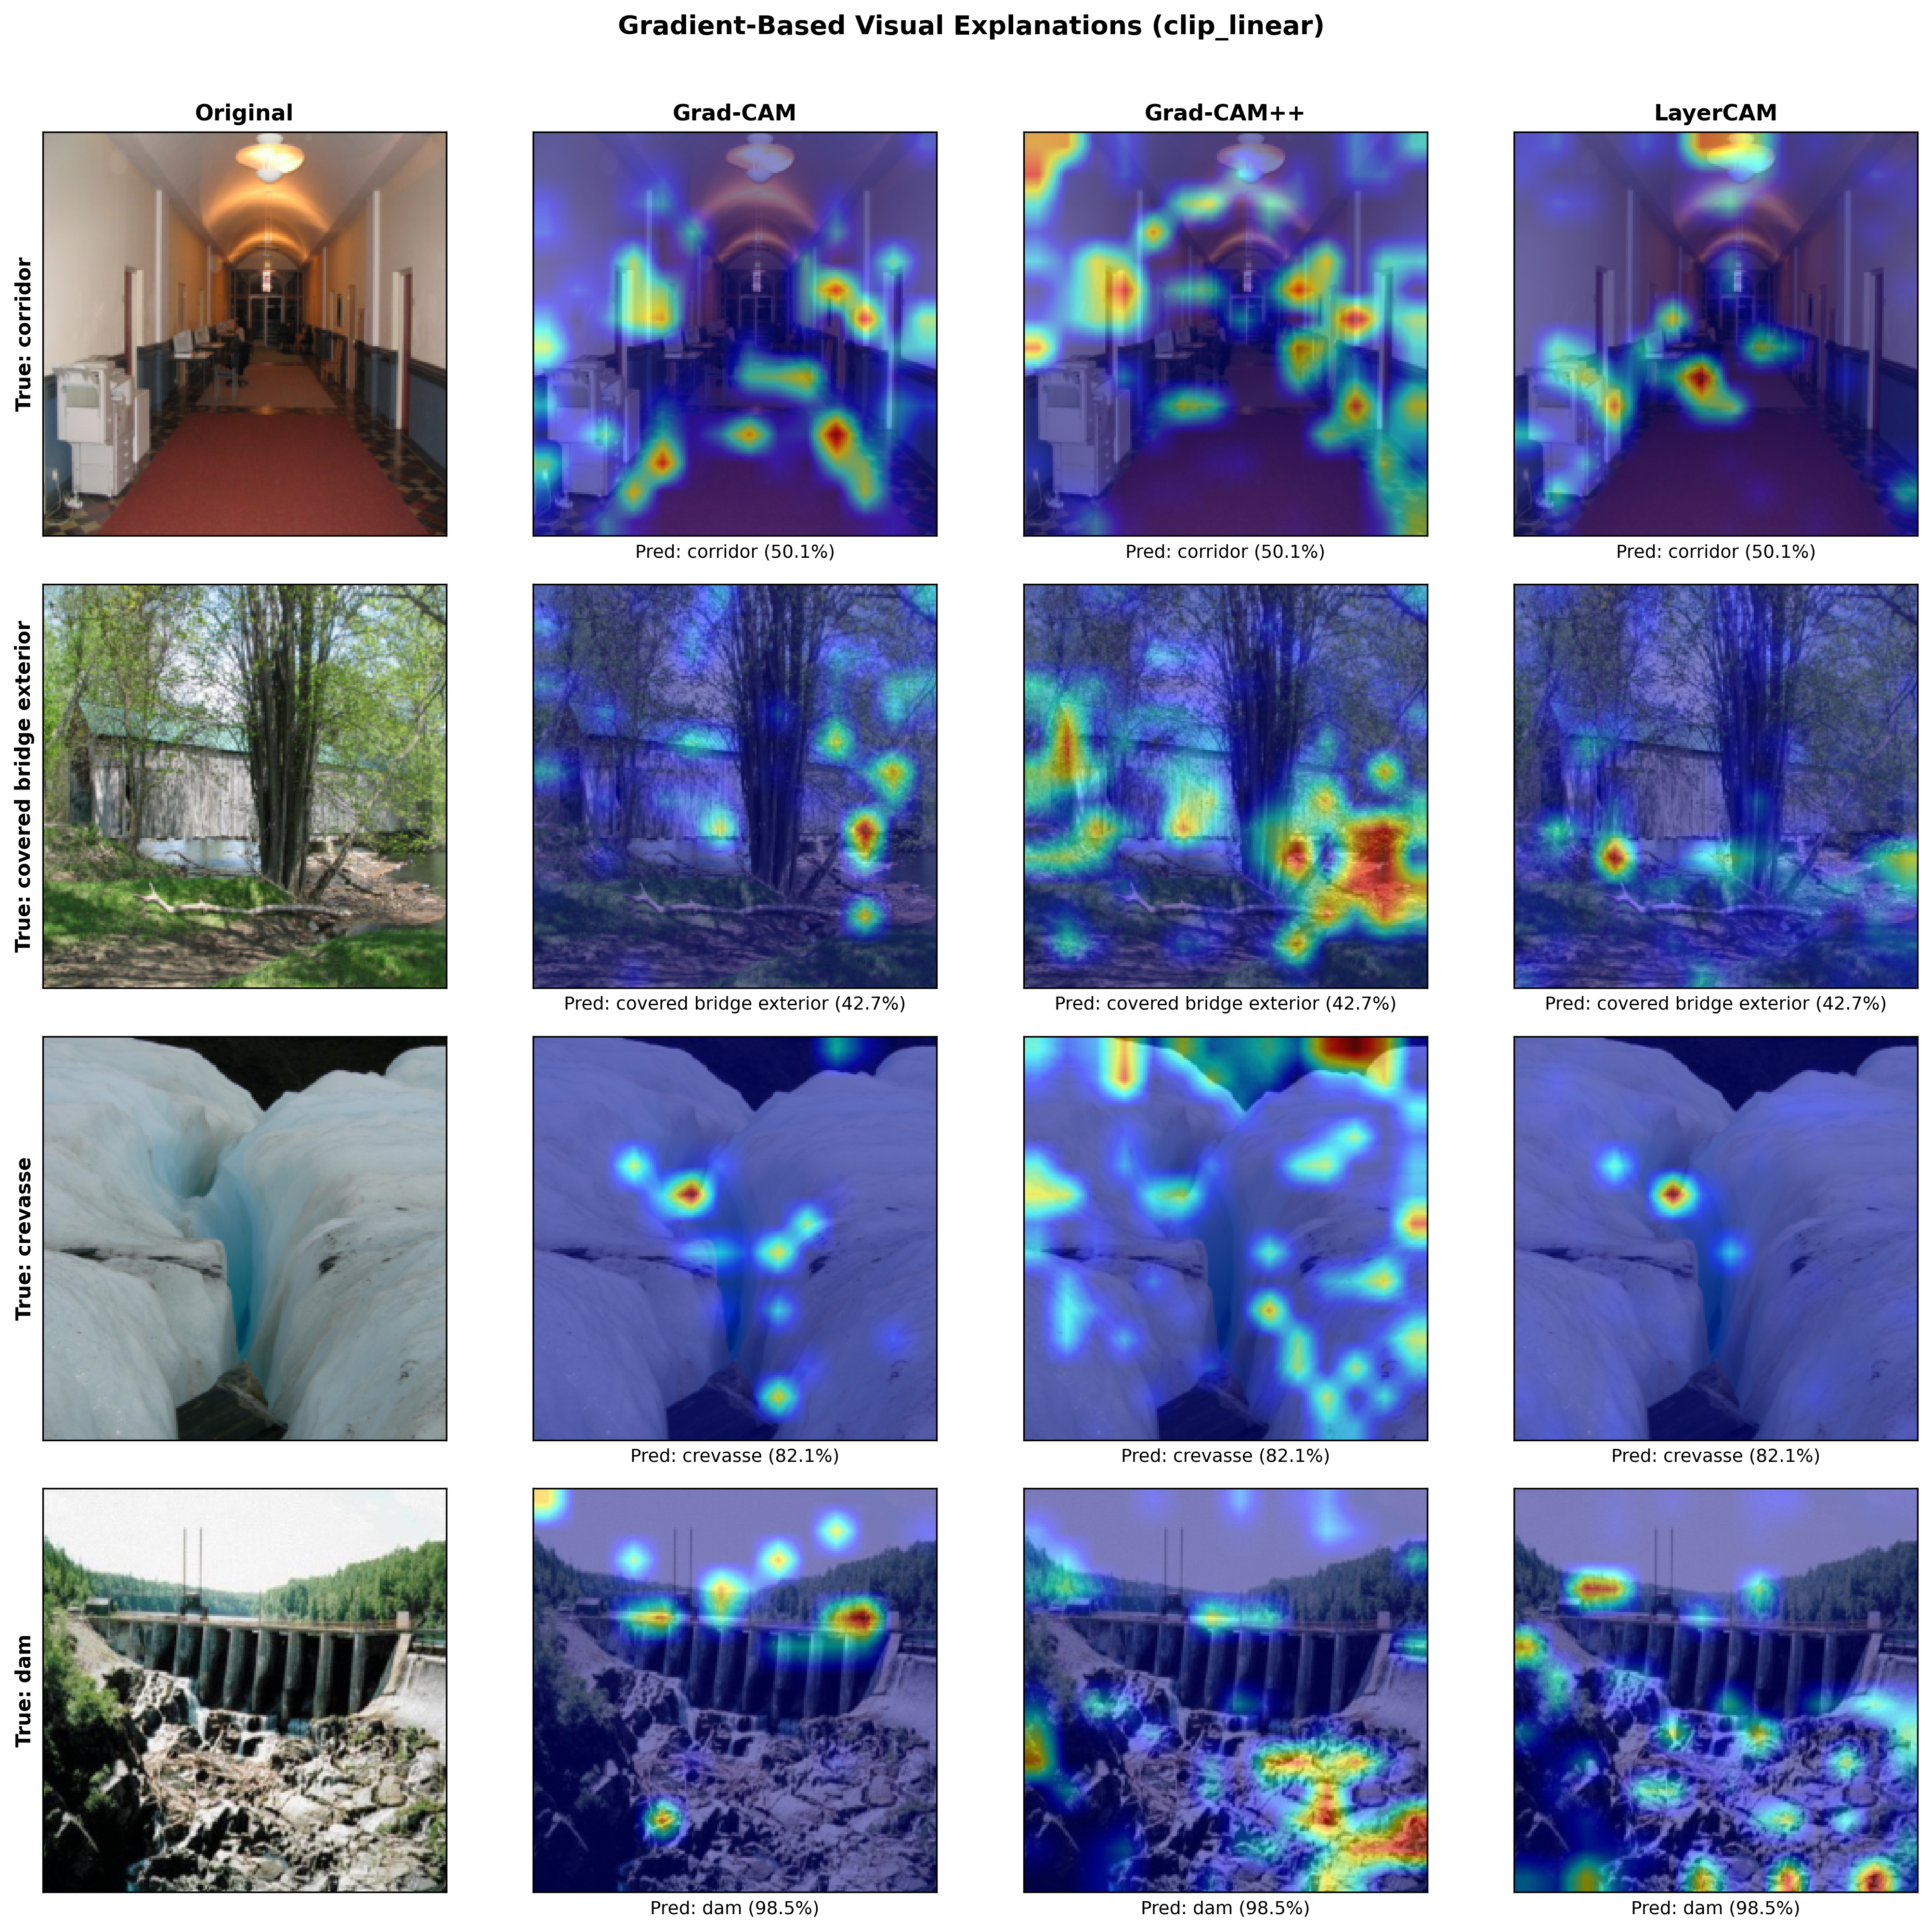 Gradient-Based Visual Explanations (clip_linear)
Original
Grad-CAM
Grad-CAM++
LayerCAM
True: corridor
Pred: corridor (50.1%)
Pred: corridor (50.1%)
Pred: corridor (50.1%)
True: covered bridge exterior
Pred: covered bridge exterior (42.7%)
Pred: covered bridge exterior (42.7%)
Pred: covered bridge exterior (42.7%)
True: crevasse
Pred: crevasse (82.1%)
Pred: crevasse (82.1%)
Pred: crevasse (82.1%)
True: dam
Pred: dam (98.5%)
Pred: dam (98.5%)
Pred: dam (98.5%)